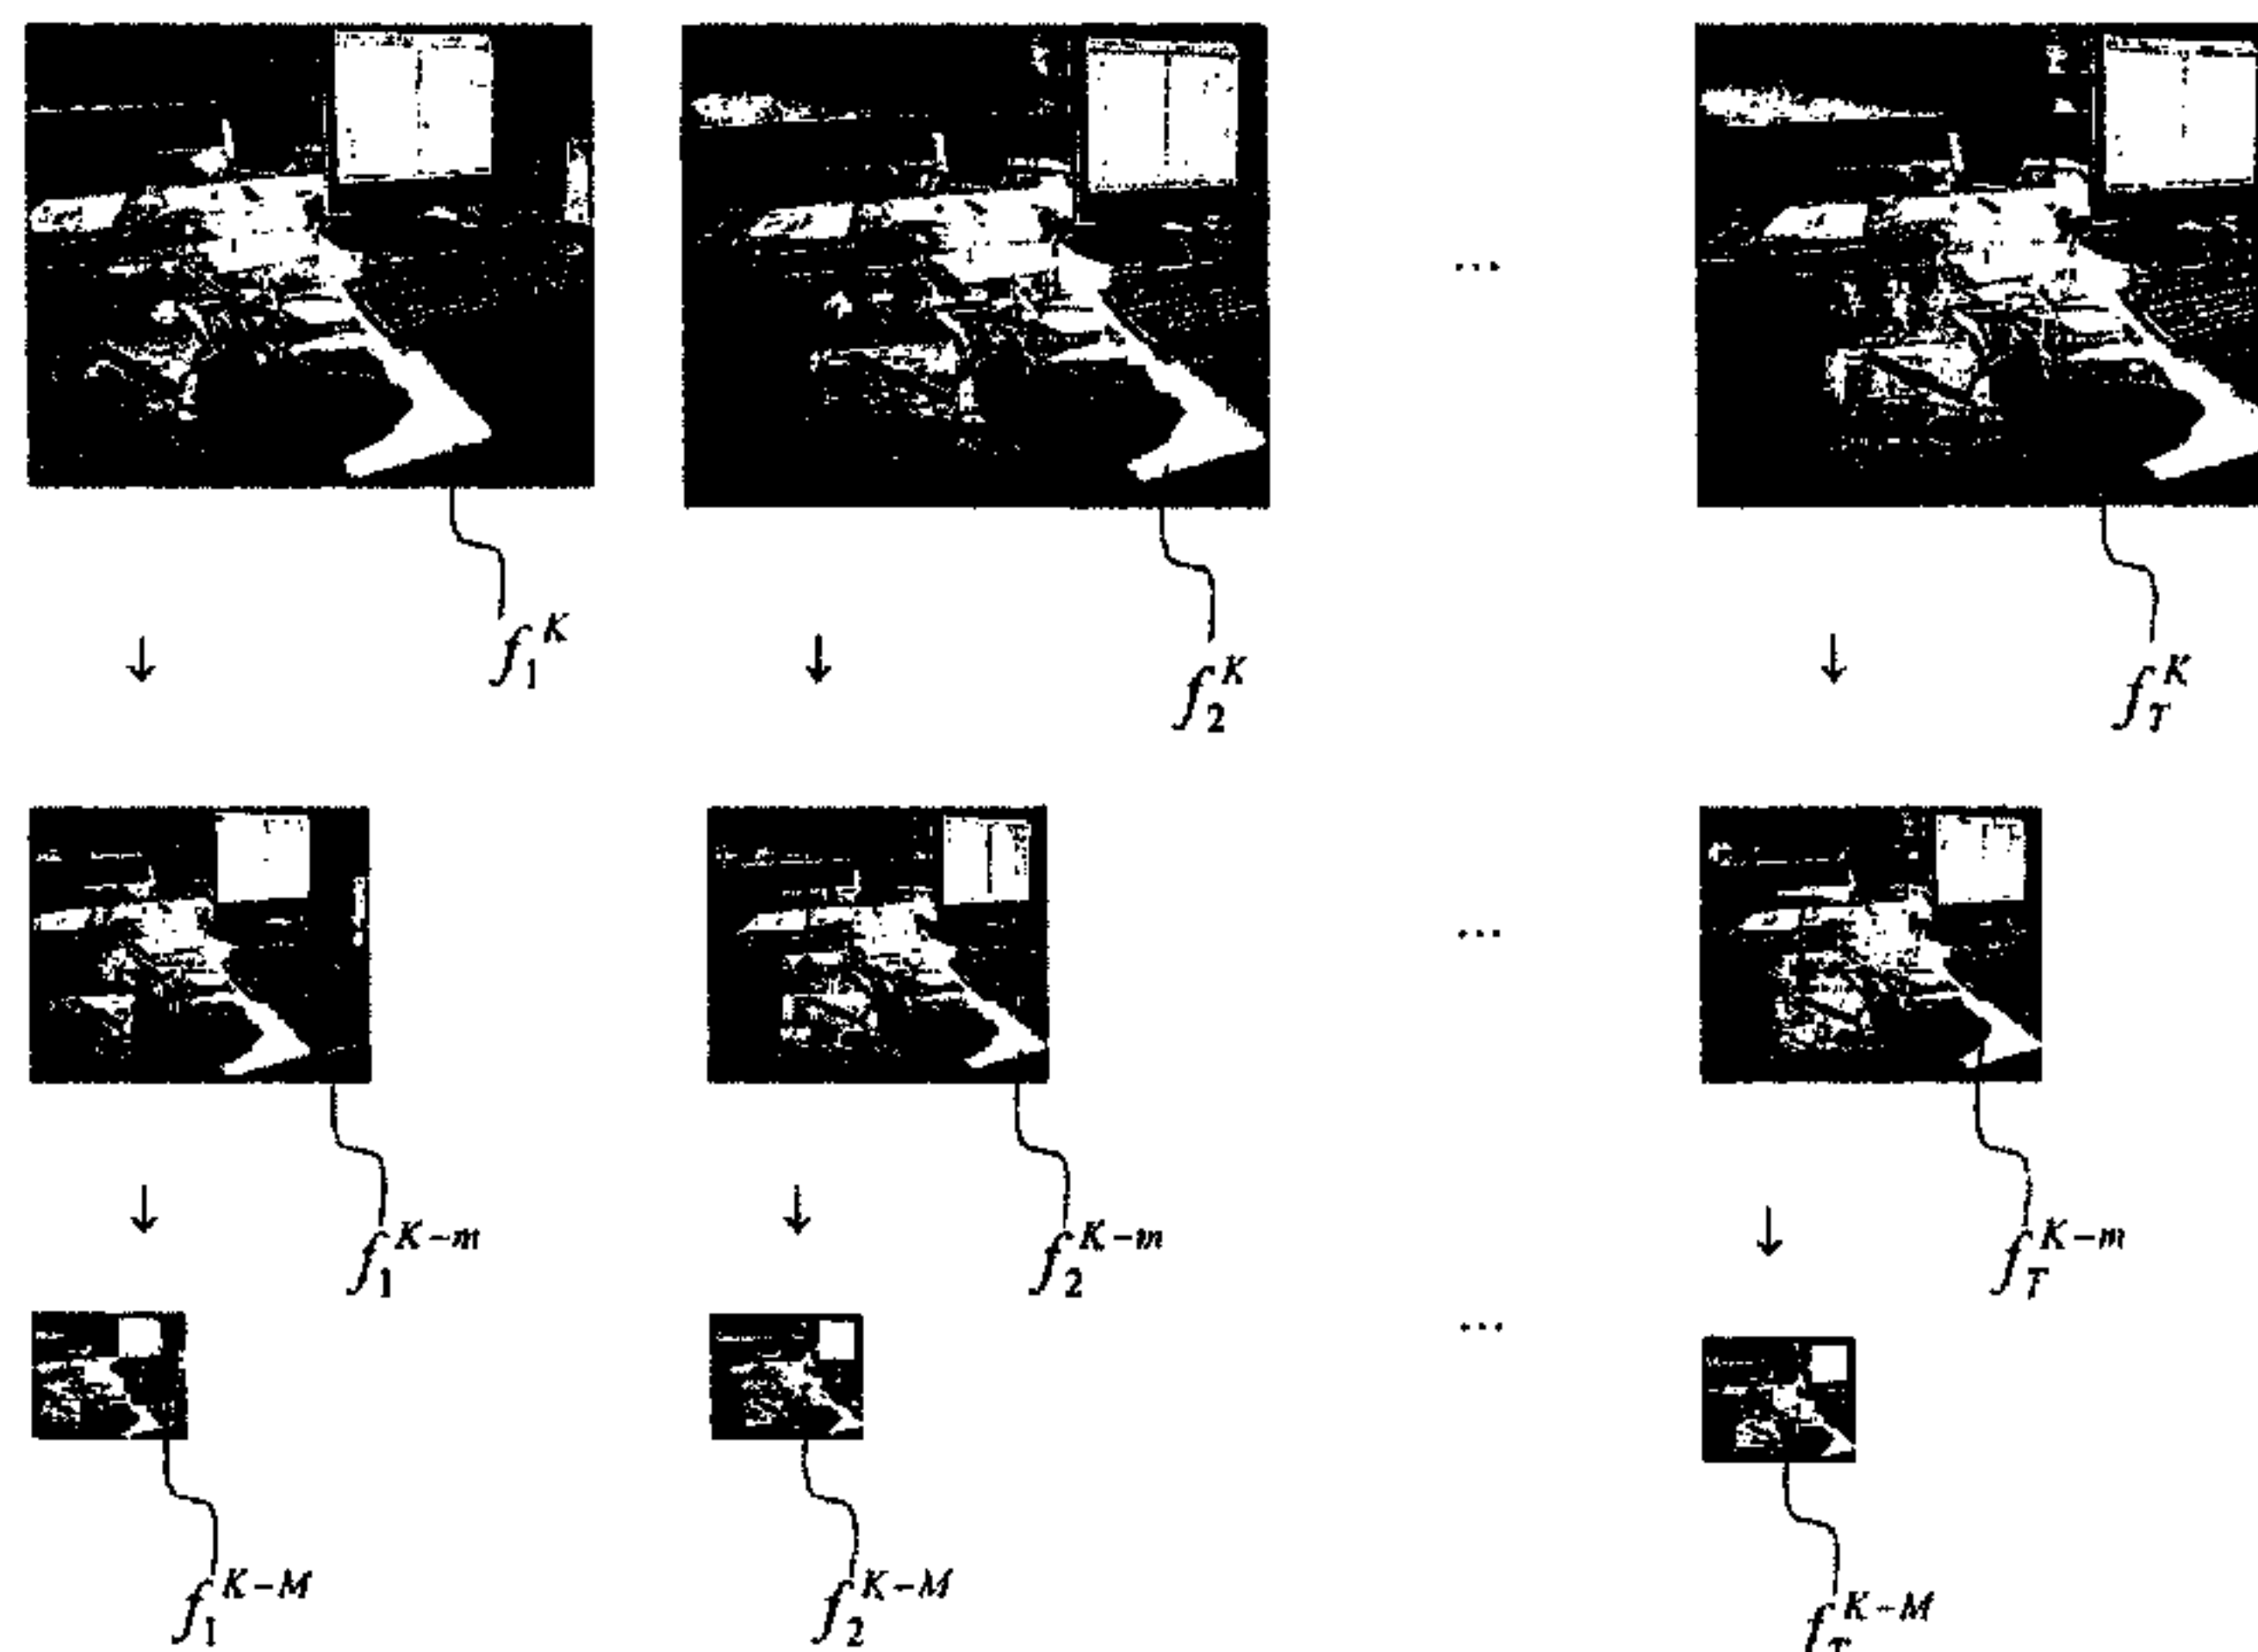 f_1^K
f_2^K
...
f_T^K
f_1^{K-m}
f_2^{K-m}
...
f_T^{K-m}
f_1^{K-M}
f_2^{K-M}
...
f_T^{K-M}